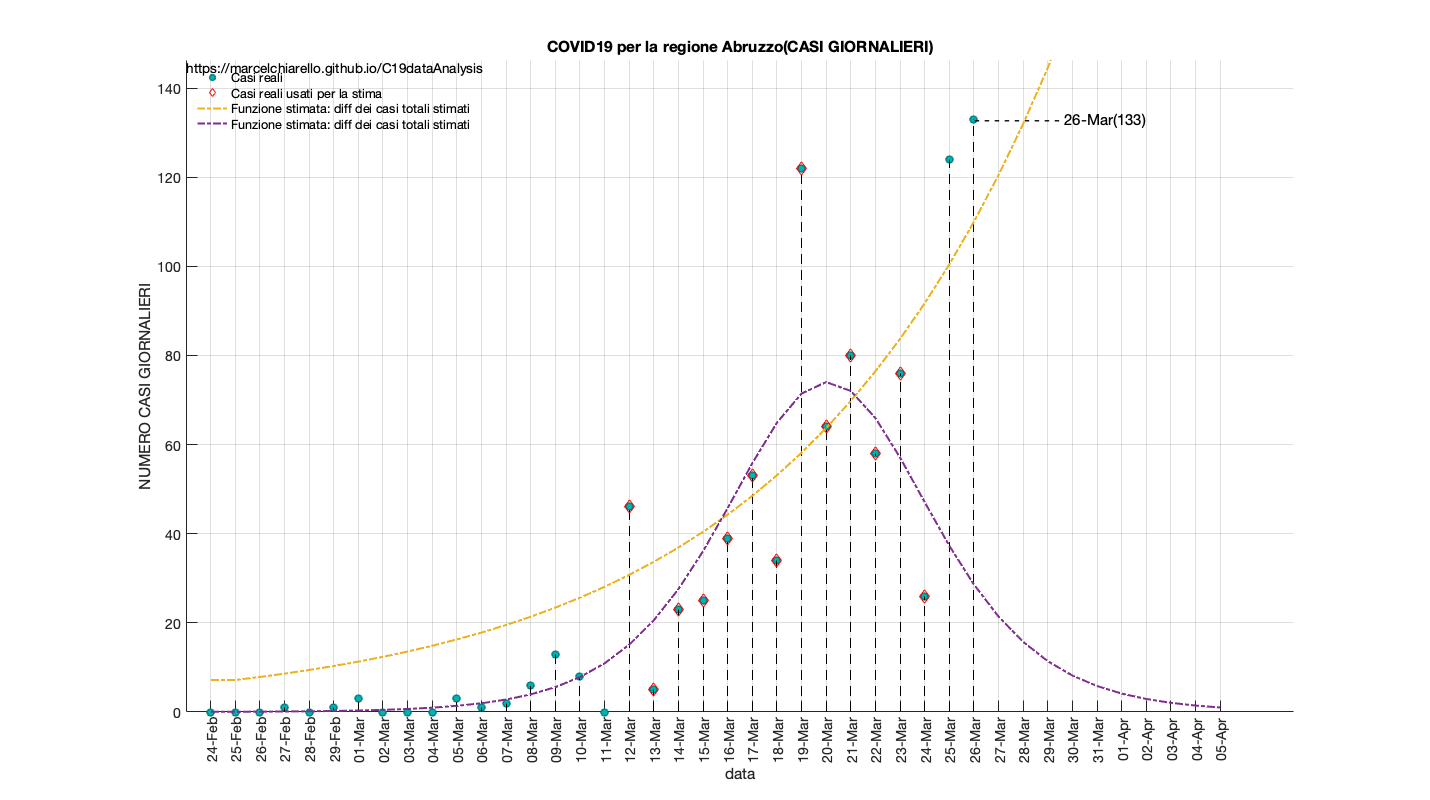 COVID19 per la regione Abruzzo(CASI GIORNALIERI)
https://marcelchiarello.github.io/C19dataAnalysis
Casi reali
Casi reali usati per la stima
Funzione stimata: diff dei casi totali stimati
Funzione stimata: diff dei casi totali stimati
26-Mar(133)
NUMERO CASI GIORNALIERI
140
120
100
80
60
40
20
0
24-Feb
25-Feb
26-Feb
27-Feb
28-Feb
29-Feb
01-Mar
02-Mar
03-Mar
04-Mar
05-Mar
06-Mar
07-Mar
08-Mar
09-Mar
10-Mar
11-Mar
12-Mar
13-Mar
14-Mar
15-Mar
16-Mar
17-Mar
18-Mar
19-Mar
20-Mar
21-Mar
22-Mar
23-Mar
24-Mar
25-Mar
26-Mar
27-Mar
28-Mar
29-Mar
30-Mar
31-Mar
01-Apr
02-Apr
03-Apr
04-Apr
05-Apr
data